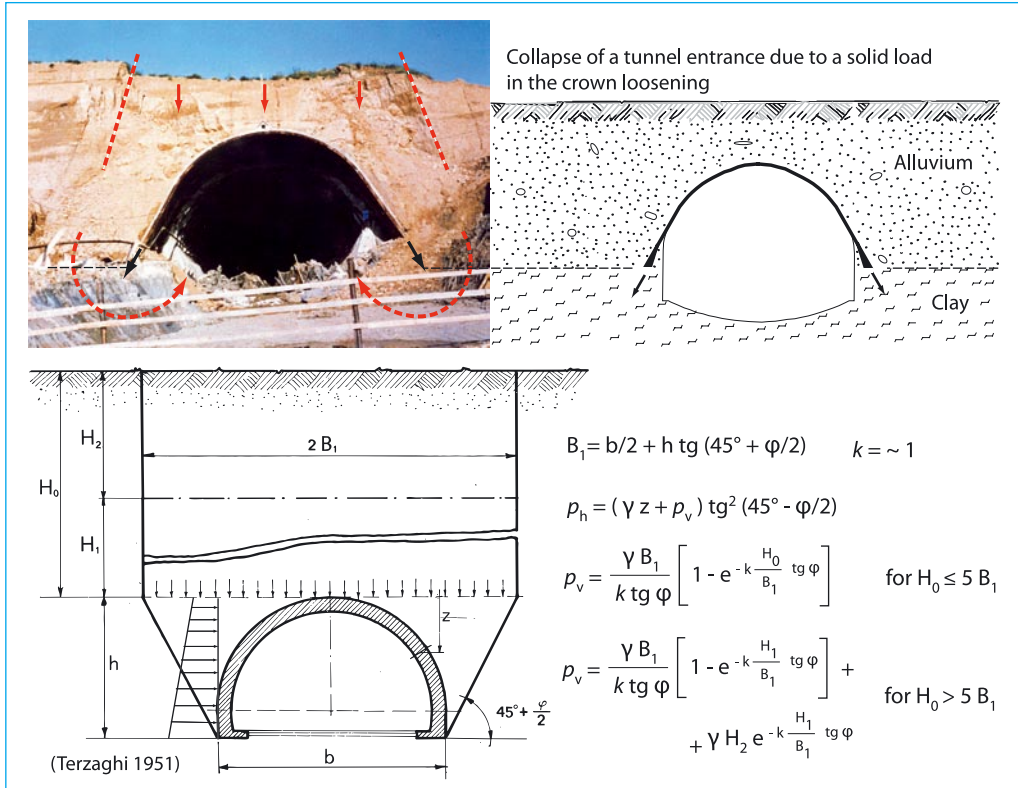 Collapse of a tunnel entrance due to a solid load
in the crown loosening
Alluvium
Clay
H₂
2 B₁
H₀
H₁
z
h
45°+ φ/2
b
(Terzaghi 1951)
B₁= b/2 + h tg (45° + φ/2) k = ~ 1
pₕ = ( γ z + pᵥ ) tg² (45° - φ/2)
pᵥ = γ B₁ / k tg φ [ 1 - e^(- k H₀/B₁ tg φ) ] for H₀ ≤ 5 B₁
pᵥ = γ B₁ / k tg φ [ 1 - e^(- k H₁/B₁ tg φ) ] + for H₀ > 5 B₁
+ γ H₂ e^(- k H₁/B₁ tg φ)